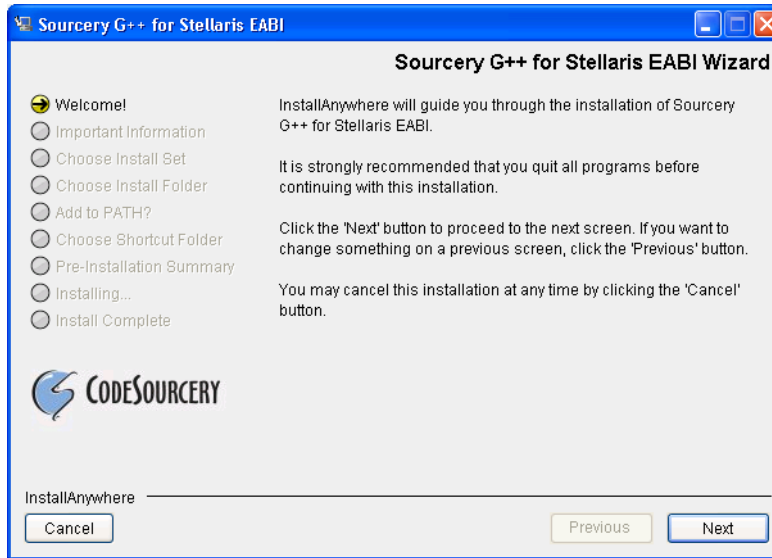 Sourcery G++ for Stellaris EABI
Sourcery G++ for Stellaris EABI Wizard
Welcome!
Important Information
Choose Install Set
Choose Install Folder
Add to PATH?
Choose Shortcut Folder
Pre-Installation Summary
Installing...
Install Complete
InstallAnywhere will guide you through the installation of Sourcery
G++ for Stellaris EABI.
It is strongly recommended that you quit all programs before
continuing with this installation.
Click the 'Next' button to proceed to the next screen. If you want to
change something on a previous screen, click the 'Previous' button.
You may cancel this installation at any time by clicking the 'Cancel'
button.
CODESOURCERY
InstallAnywhere
Cancel
Previous
Next